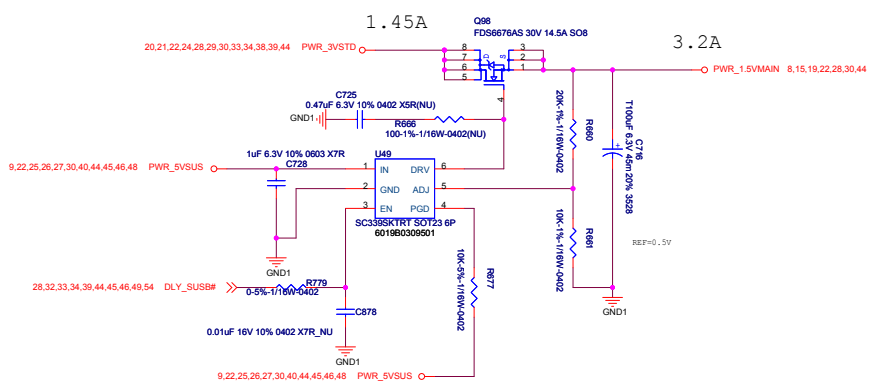 1.45A
Q98
FDS6676AS 30V 14.5A SO8
3.2A
20,21,22,24,28,29,30,33,34,38,39,44 PWR_3VSTD
8
7
6
5
D
S
3
2
1
4
PWR_1.5VMAIN 8,15,19,22,28,30,44
C725
0.47uF 6.3V 10% 0402 X5R(NU)
GND1
R666
100-1%-1/16W-0402(NU)
20K-1%-1/16W-0402
R660
T100uF 6.3V 45m 20% 3528
C716
+
1uF 6.3V 10% 0603 X7R
C728
U49
9,22,25,26,27,30,40,44,45,46,48 PWR_5VSUS
1 IN DRV 6
2 GND ADJ 5
3 EN PGD 4
SC339SKTRT SOT23 6P
6019B0309501
GND1
10K-1%-1/16W-0402
R661
REF=0.5V
10K-5%-1/16W-0402
R677
28,32,33,34,39,44,45,46,49,54 DLY_SUSB#
R779
0-5%-1/16W-0402
GND1
C878
0.01uF 16V 10% 0402 X7R_NU
GND1
9,22,25,26,27,30,40,44,45,46,48 PWR_5VSUS